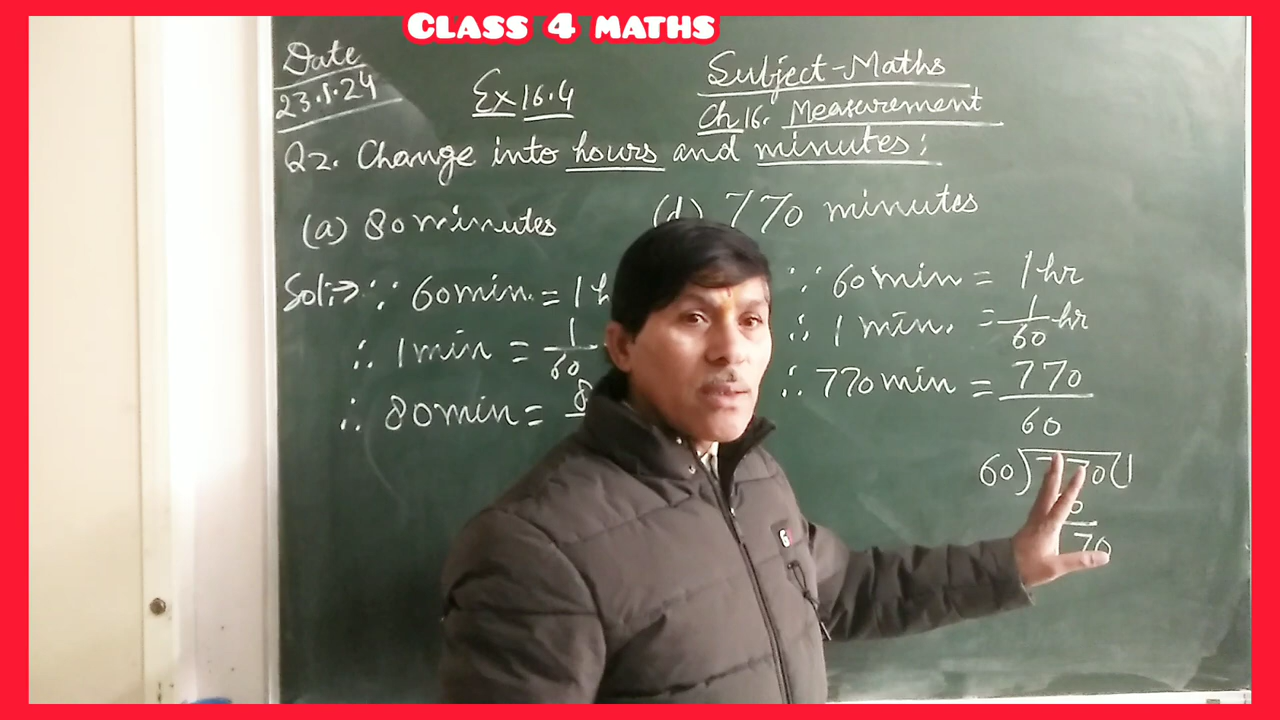 CLASS 4 MATHS
Date
23.1.24
Ex 16.4
Subject-Maths
Ch 16. Measurement
Q2. Change into hours and minutes:
(a) 80 minutes
Sol:→ ∵ 60 min. = 1 h
∴ 1 min = 1/60
∴ 80 min = 8
(d) 770 minutes
∵ 60 min = 1 hr
∴ 1 min. = 1/60 hr
∴ 770 min = 770/60
60)770(1
0
70